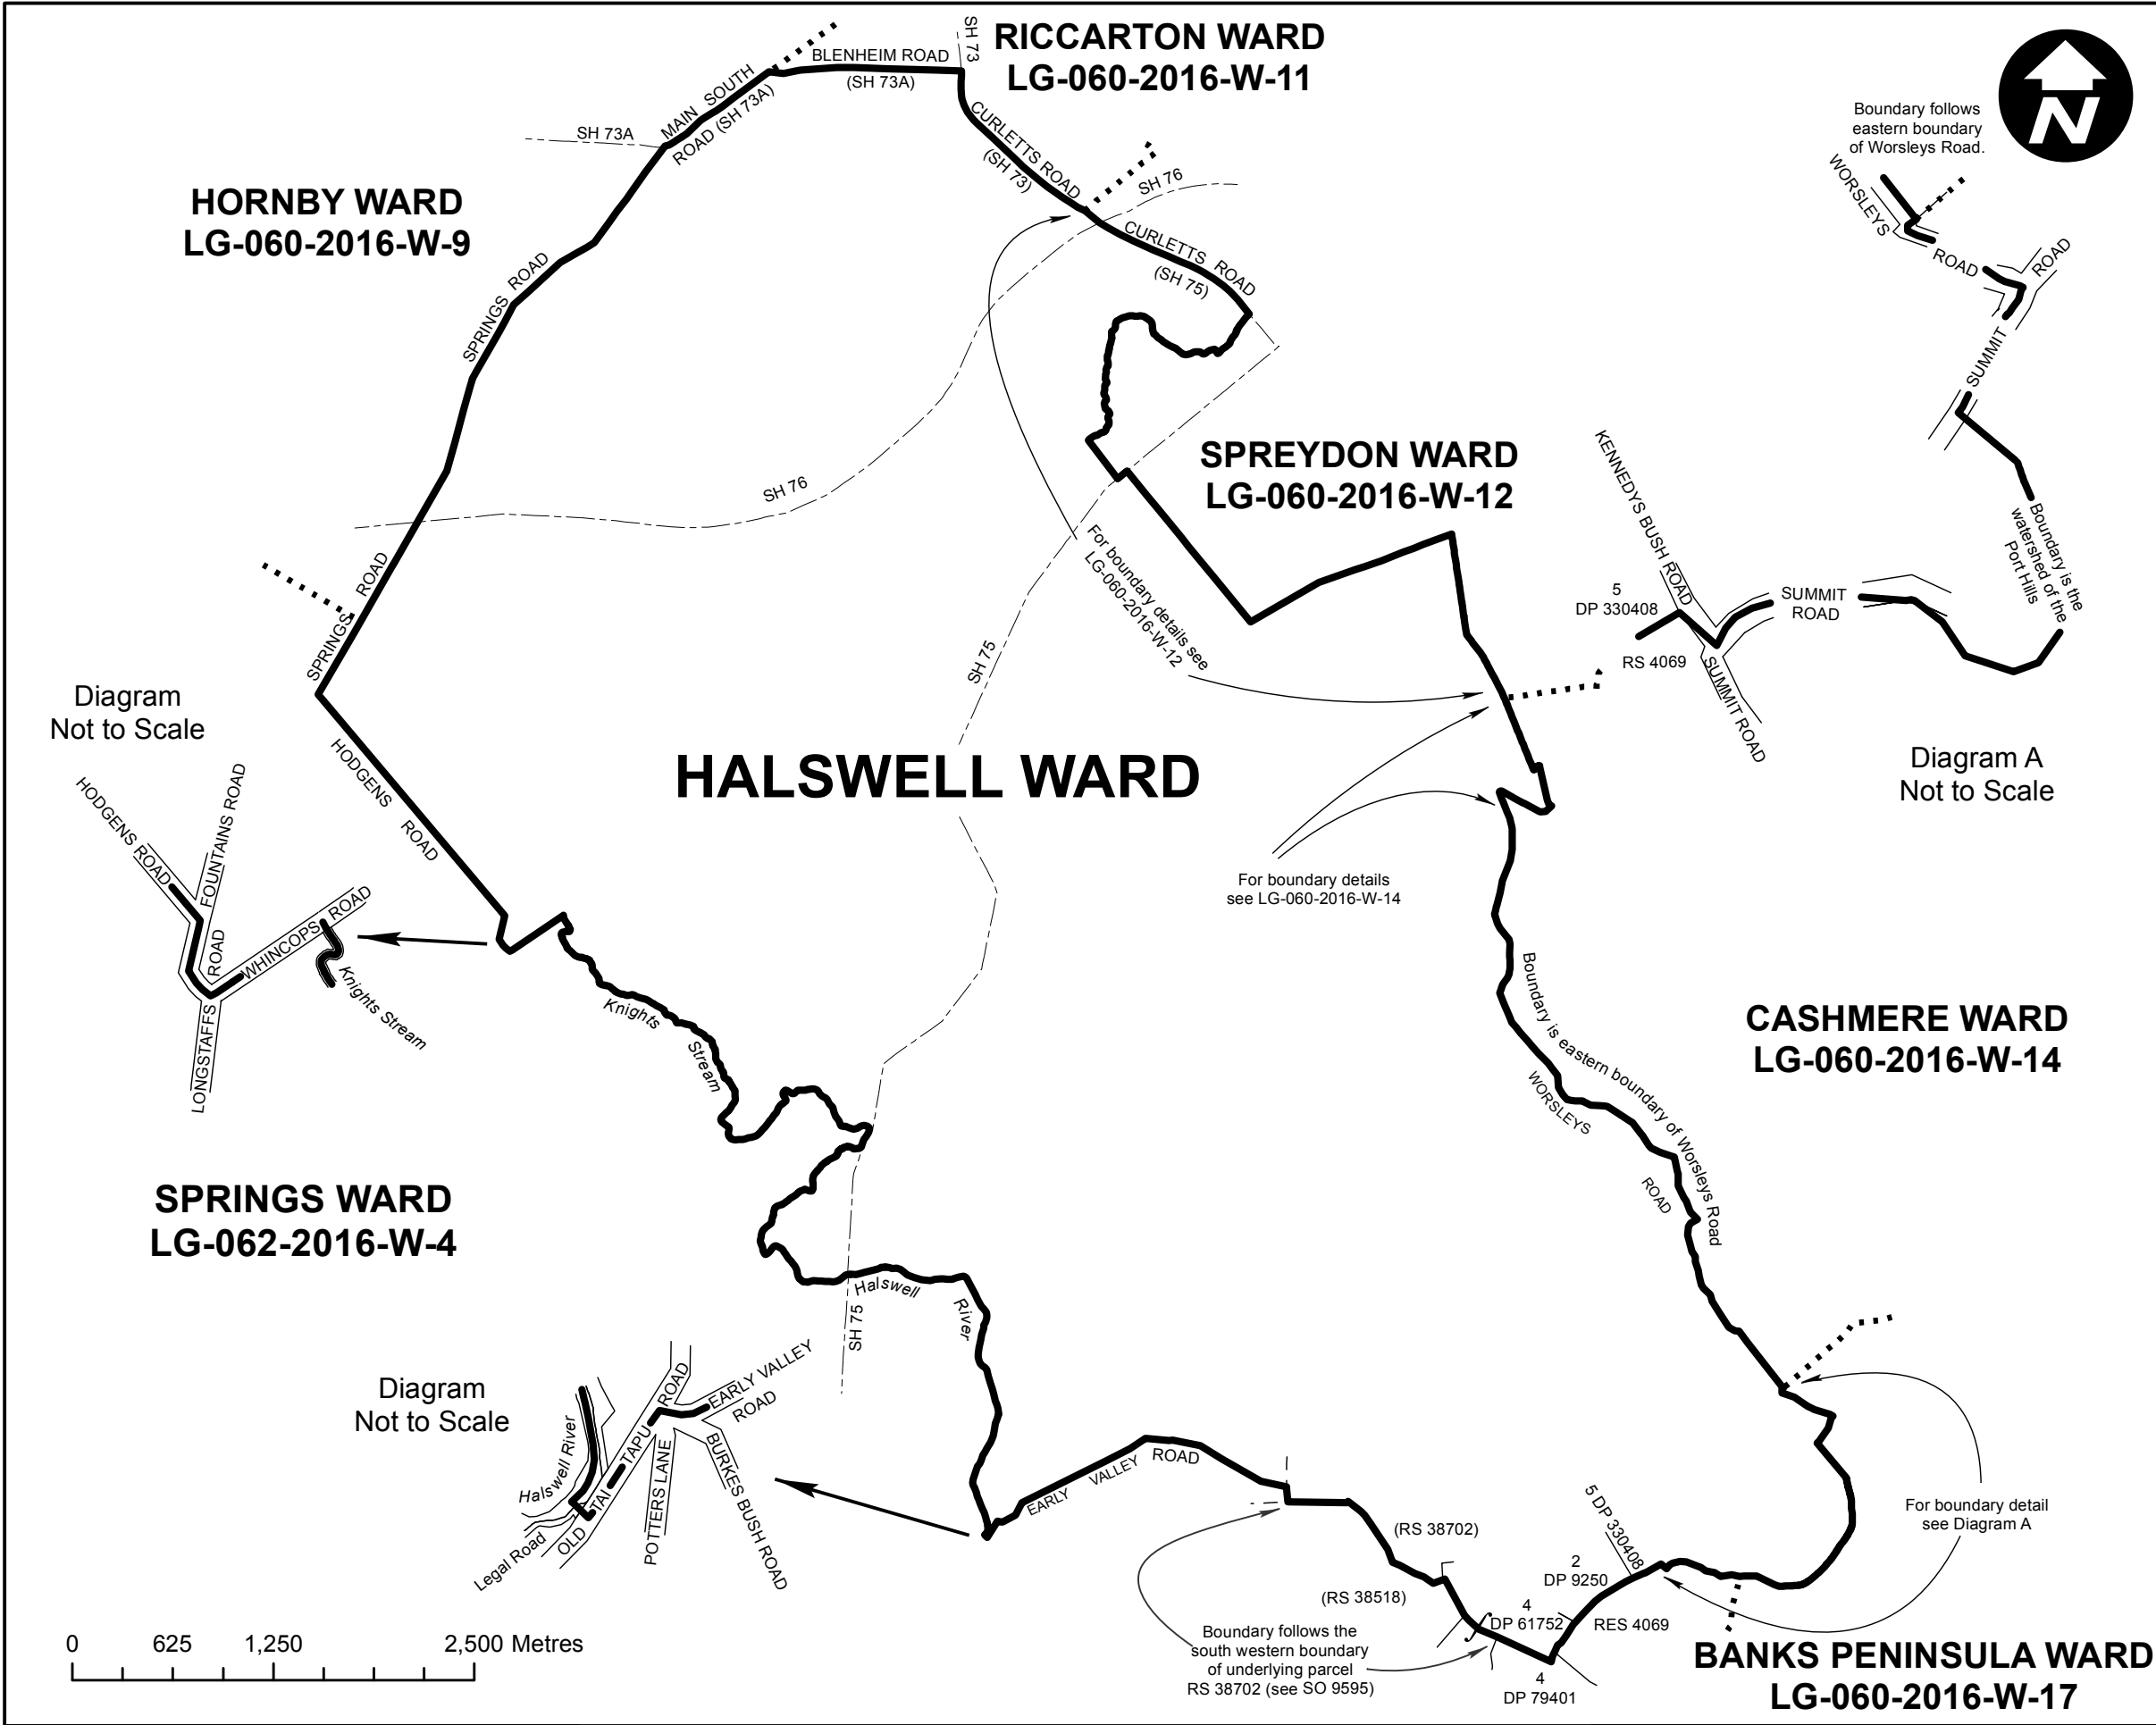 RICCARTON WARD
LG-060-2016-W-11
SH 73
BLENHEIM ROAD
(SH 73A)
MAIN SOUTH
ROAD (SH 73A)
SH 73A
CURLETTS ROAD
(SH 73)
SH 76
CURLETTS ROAD
(SH 75)
N
Boundary follows
eastern boundary
of Worsleys Road.
WORSLEYS
ROAD
ROAD
SUMMIT
HORNBY WARD
LG-060-2016-W-9
SPRINGS ROAD
SH 76
SPRINGS ROAD
SPREYDON WARD
LG-060-2016-W-12
For boundary details see
LG-060-2016-W-12
SH 75
KENNEDYS BUSH ROAD
5
DP 330408
RS 4069
SUMMIT
ROAD
SUMMIT ROAD
Boundary is the
watershed of the
Port Hills
Diagram A
Not to Scale
Diagram
Not to Scale
HODGENS ROAD
HODGENS ROAD
FOUNTAINS ROAD
WHINCOPS ROAD
LONGSTAFFS ROAD
Knights Stream
HALSWELL WARD
For boundary details
see LG-060-2016-W-14
Knights
Stream
Boundary is eastern boundary of Worsleys Road
WORSLEYS
ROAD
CASHMERE WARD
LG-060-2016-W-14
SPRINGS WARD
LG-062-2016-W-4
Halswell
River
SH 75
Diagram
Not to Scale
Halswell River
Legal Road
OLD TAI TAPU ROAD
EARLY VALLEY
ROAD
POTTERS LANE
BURKES BUSH ROAD
EARLY VALLEY ROAD
(RS 38702)
(RS 38518)
Boundary follows the
south western boundary
of underlying parcel
RS 38702 (see SO 9595)
5 DP 330408
2
DP 9250
4
DP 61752
RES 4069
4
DP 79401
For boundary detail
see Diagram A
BANKS PENINSULA WARD
LG-060-2016-W-17
0 625 1,250 2,500 Metres